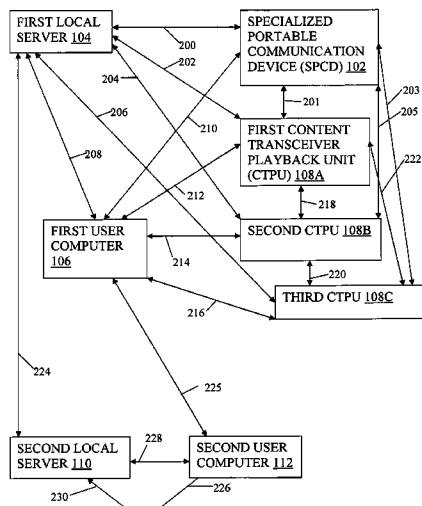 FIRST LOCAL
SERVER 104
200
202
204
206
208
210
212
SPECIALIZED
PORTABLE
COMMUNICATION
DEVICE (SPCD) 102
203
205
222
201
FIRST CONTENT
TRANSCEIVER
PLAYBACK UNIT
(CTPU) 108A
218
FIRST USER
COMPUTER
106
214
SECOND CTPU 108B
220
216
THIRD CTPU 108C
224
225
SECOND LOCAL
SERVER 110
228
SECOND USER
COMPUTER 112
230
226